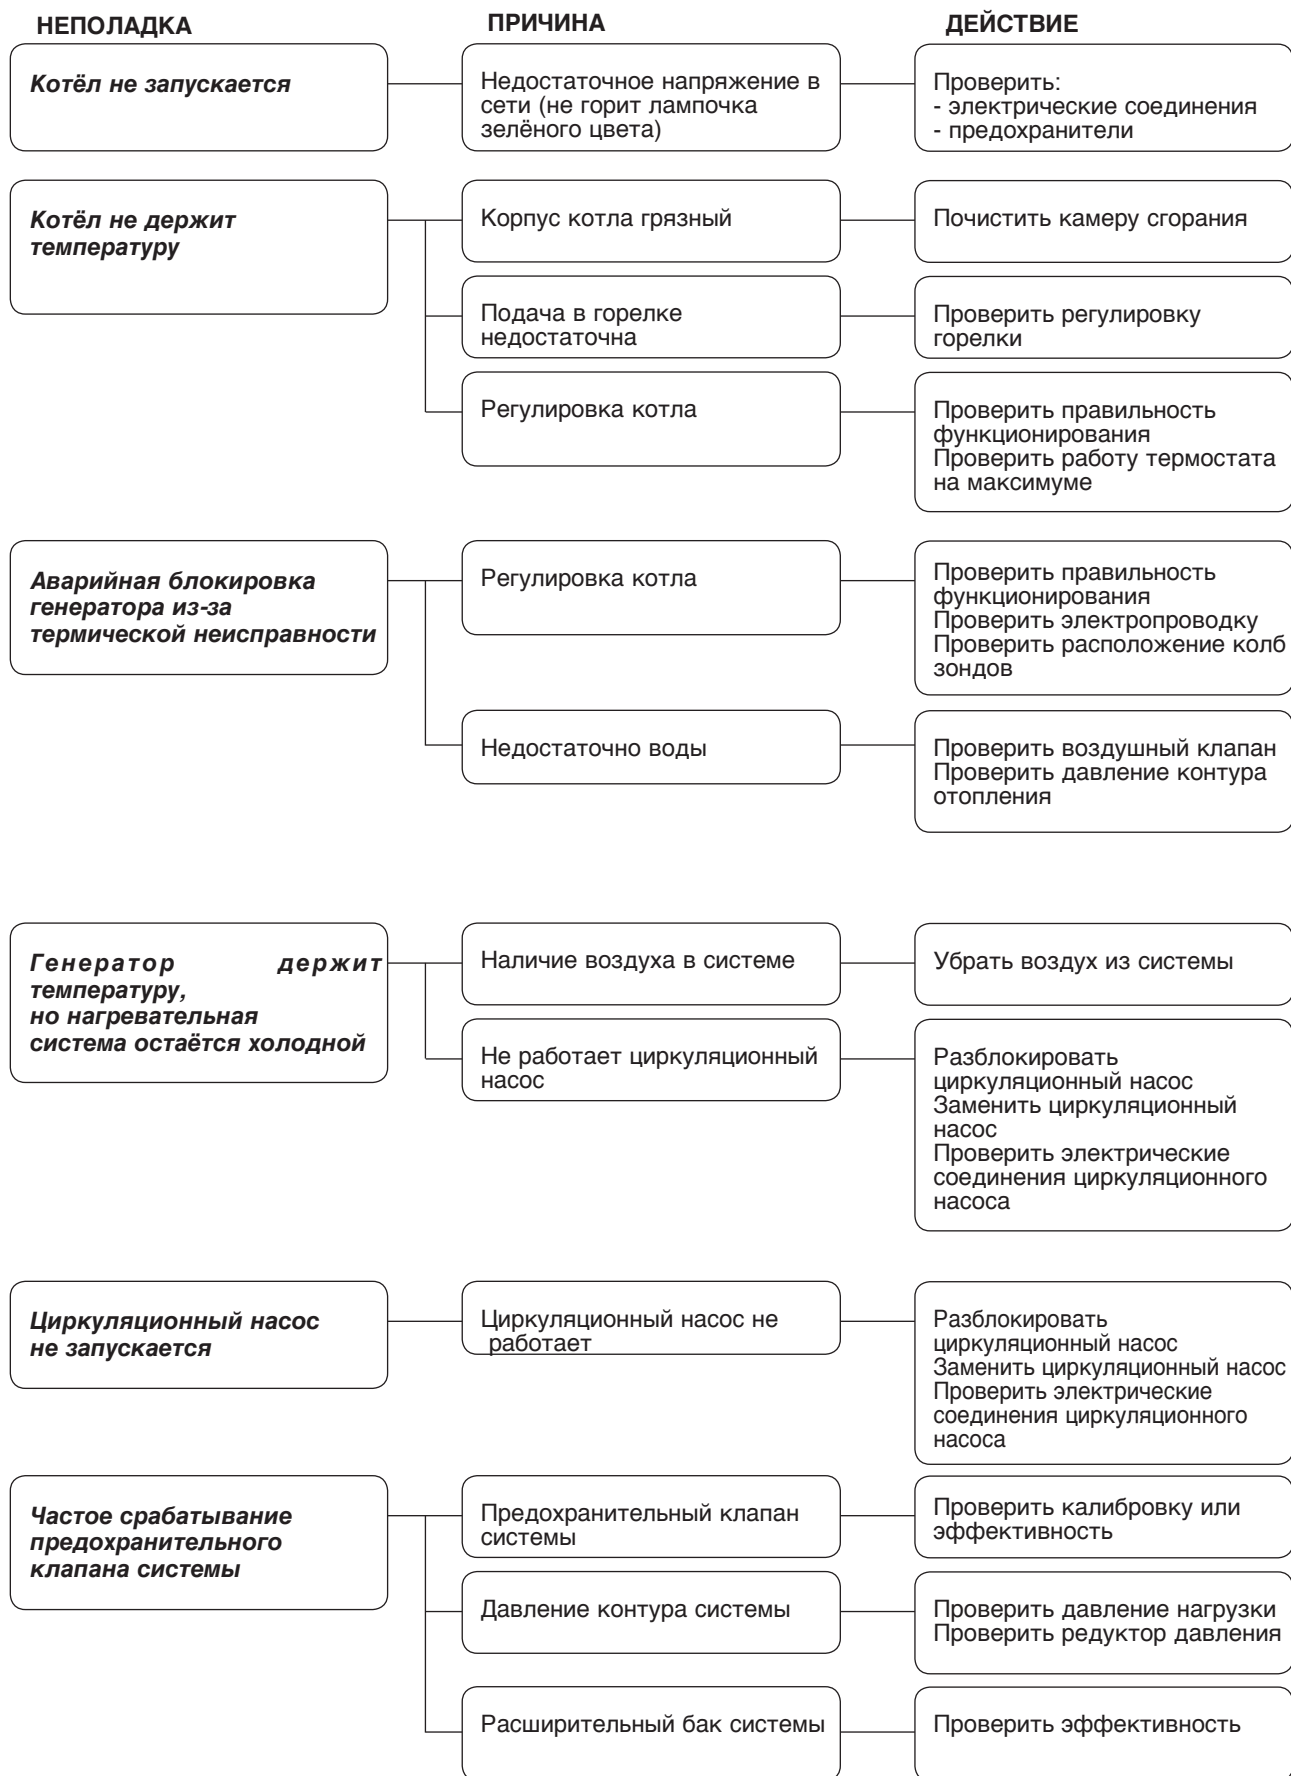 НЕПОЛАДКА
ПРИЧИНА
ДЕЙСТВИЕ
Котёл не запускается
Недостаточное напряжение в
сети (не горит лампочка
зелёного цвета)
Проверить:
- электрические соединения
- предохранители
Котёл не держит
температуру
Корпус котла грязный
Почистить камеру сгорания
Подача в горелке
недостаточна
Проверить регулировку
горелки
Регулировка котла
Проверить правильность
функционирования
Проверить работу термостата
на максимуме
Аварийная блокировка
генератора из-за
термической неисправности
Регулировка котла
Проверить правильность
функционирования
Проверить электропроводку
Проверить расположение колб
зондов
Недостаточно воды
Проверить воздушный клапан
Проверить давление контура
отопления
Генератор держит
температуру,
но нагревательная
система остаётся холодной
Наличие воздуха в системе
Убрать воздух из системы
Не работает циркуляционный
насос
Разблокировать
циркуляционный насос
Заменить циркуляционный
насос
Проверить электрические
соединения циркуляционного
насоса
Циркуляционный насос
не запускается
Циркуляционный насос не
работает
Разблокировать
циркуляционный насос
Заменить циркуляционный насос
Проверить электрические
соединения циркуляционного
насоса
Частое срабатывание
предохранительного
клапана системы
Предохранительный клапан
системы
Проверить калибровку или
эффективность
Давление контура системы
Проверить давление нагрузки
Проверить редуктор давления
Расширительный бак системы
Проверить эффективность